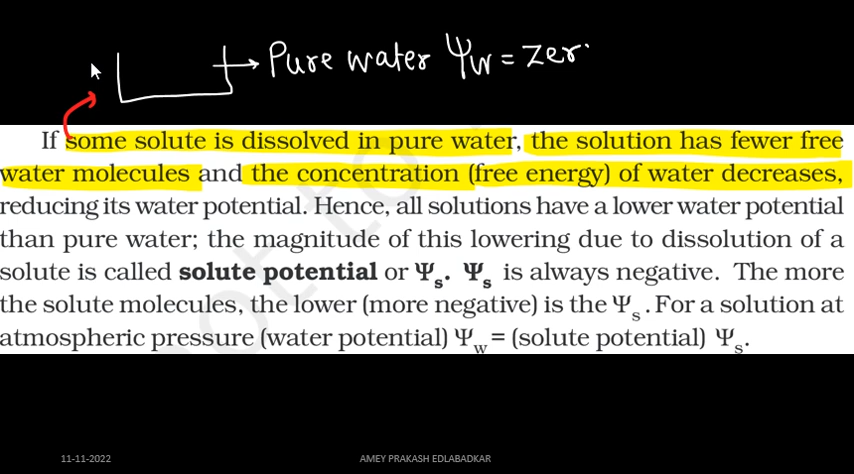 Pure water Ψw = zer
If some solute is dissolved in pure water, the solution has fewer free
water molecules and the concentration (free energy) of water decreases,
reducing its water potential. Hence, all solutions have a lower water potential
than pure water; the magnitude of this lowering due to dissolution of a
solute is called solute potential or Ψs. Ψs is always negative. The more
the solute molecules, the lower (more negative) is the Ψs. For a solution at
atmospheric pressure (water potential) Ψw = (solute potential) Ψs.
11-11-2022
AMEY PRAKASH EDLABADKAR